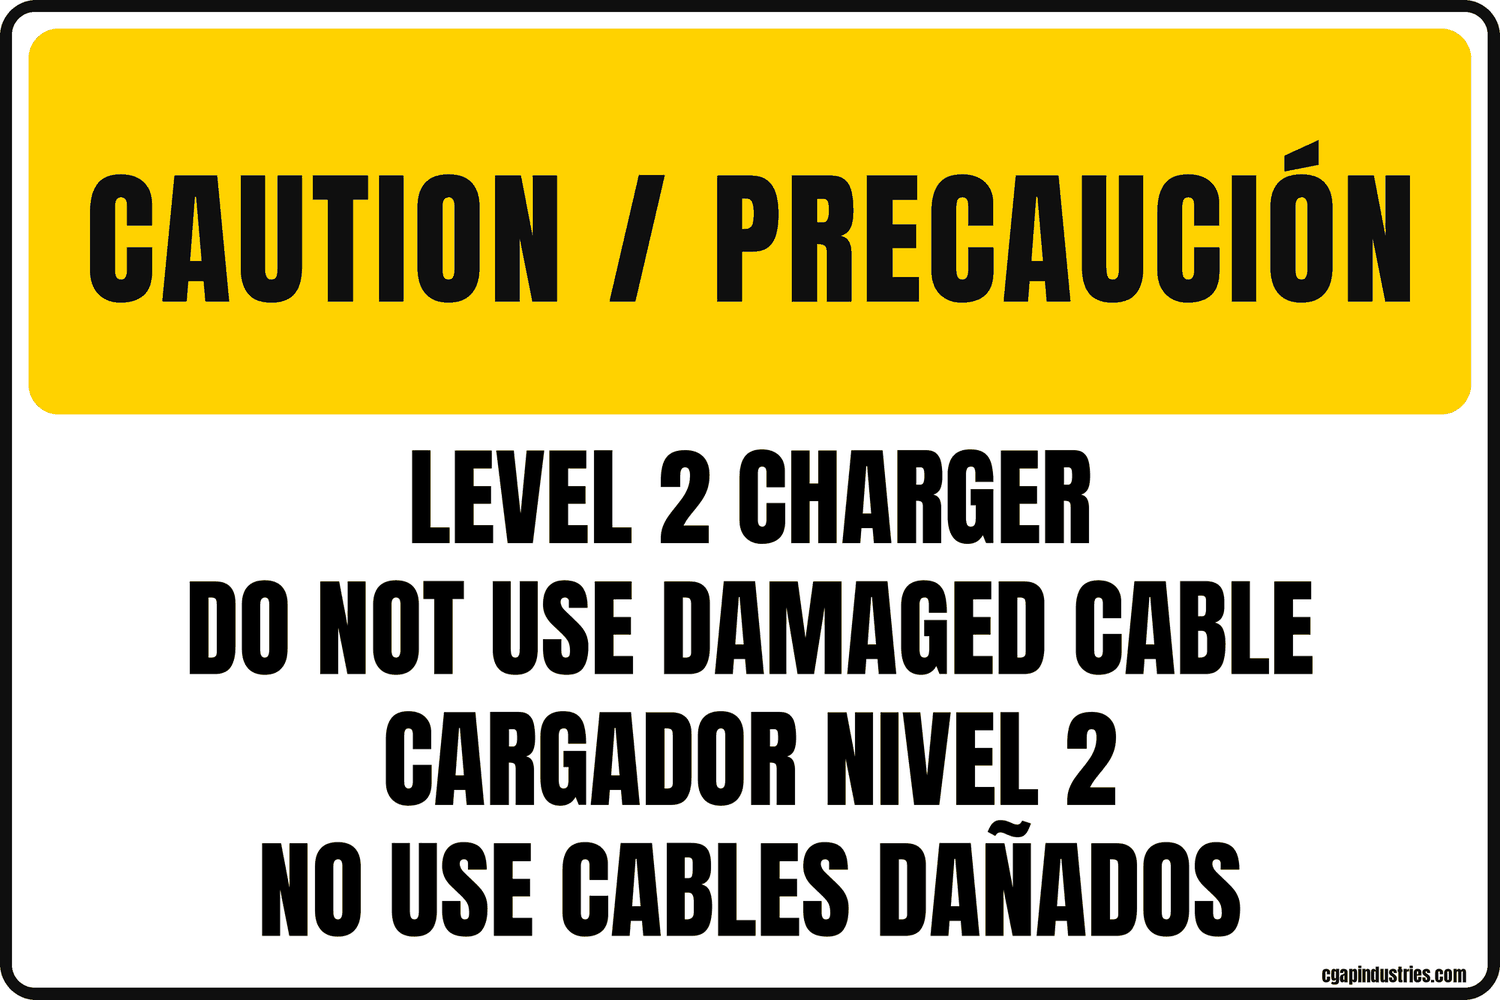 CAUTION / PRECAUCIÓN
LEVEL 2 CHARGER
DO NOT USE DAMAGED CABLE
CARGADOR NIVEL 2
NO USE CABLES DAÑADOS
cgapindustries.com